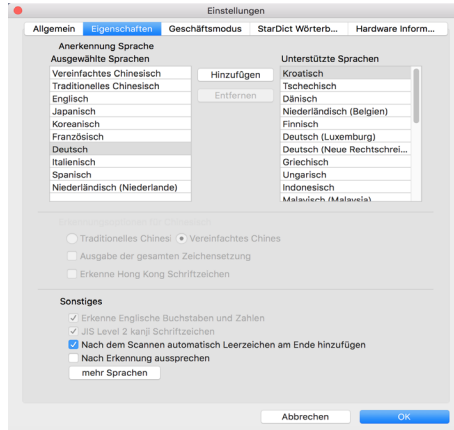 Einstellungen
Allgemein Eigenschaften Geschäftsmodus StarDict Wörterb... Hardware Inform...
Anerkennung Sprache
Ausgewählte Sprachen
Vereinfachtes Chinesisch
Traditionelles Chinesisch
Englisch
Japanisch
Koreanisch
Französisch
Deutsch
Italienisch
Spanisch
Niederländisch (Niederlande)
Hinzufügen
Entfernen
Unterstützte Sprachen
Kroatisch
Tschechisch
Dänisch
Niederländisch (Belgien)
Finnisch
Deutsch (Luxemburg)
Deutsch (Neue Rechtschrei...
Griechisch
Ungarisch
Indonesisch
Malayisch (Malaysia)
Traditionelles Chinesi Vereinfachtes Chines
Ausgabe der gesamten Zeichensetzung
Erkenne Hong Kong Schriftzeichen
Sonstiges
Erkenne Englische Buchstaben und Zahlen
JIS Level 2 kanji Schriftzeichen
Nach dem Scannen automatisch Leerzeichen am Ende hinzufügen
Nach Erkennung aussprechen
mehr Sprachen
Abbrechen OK